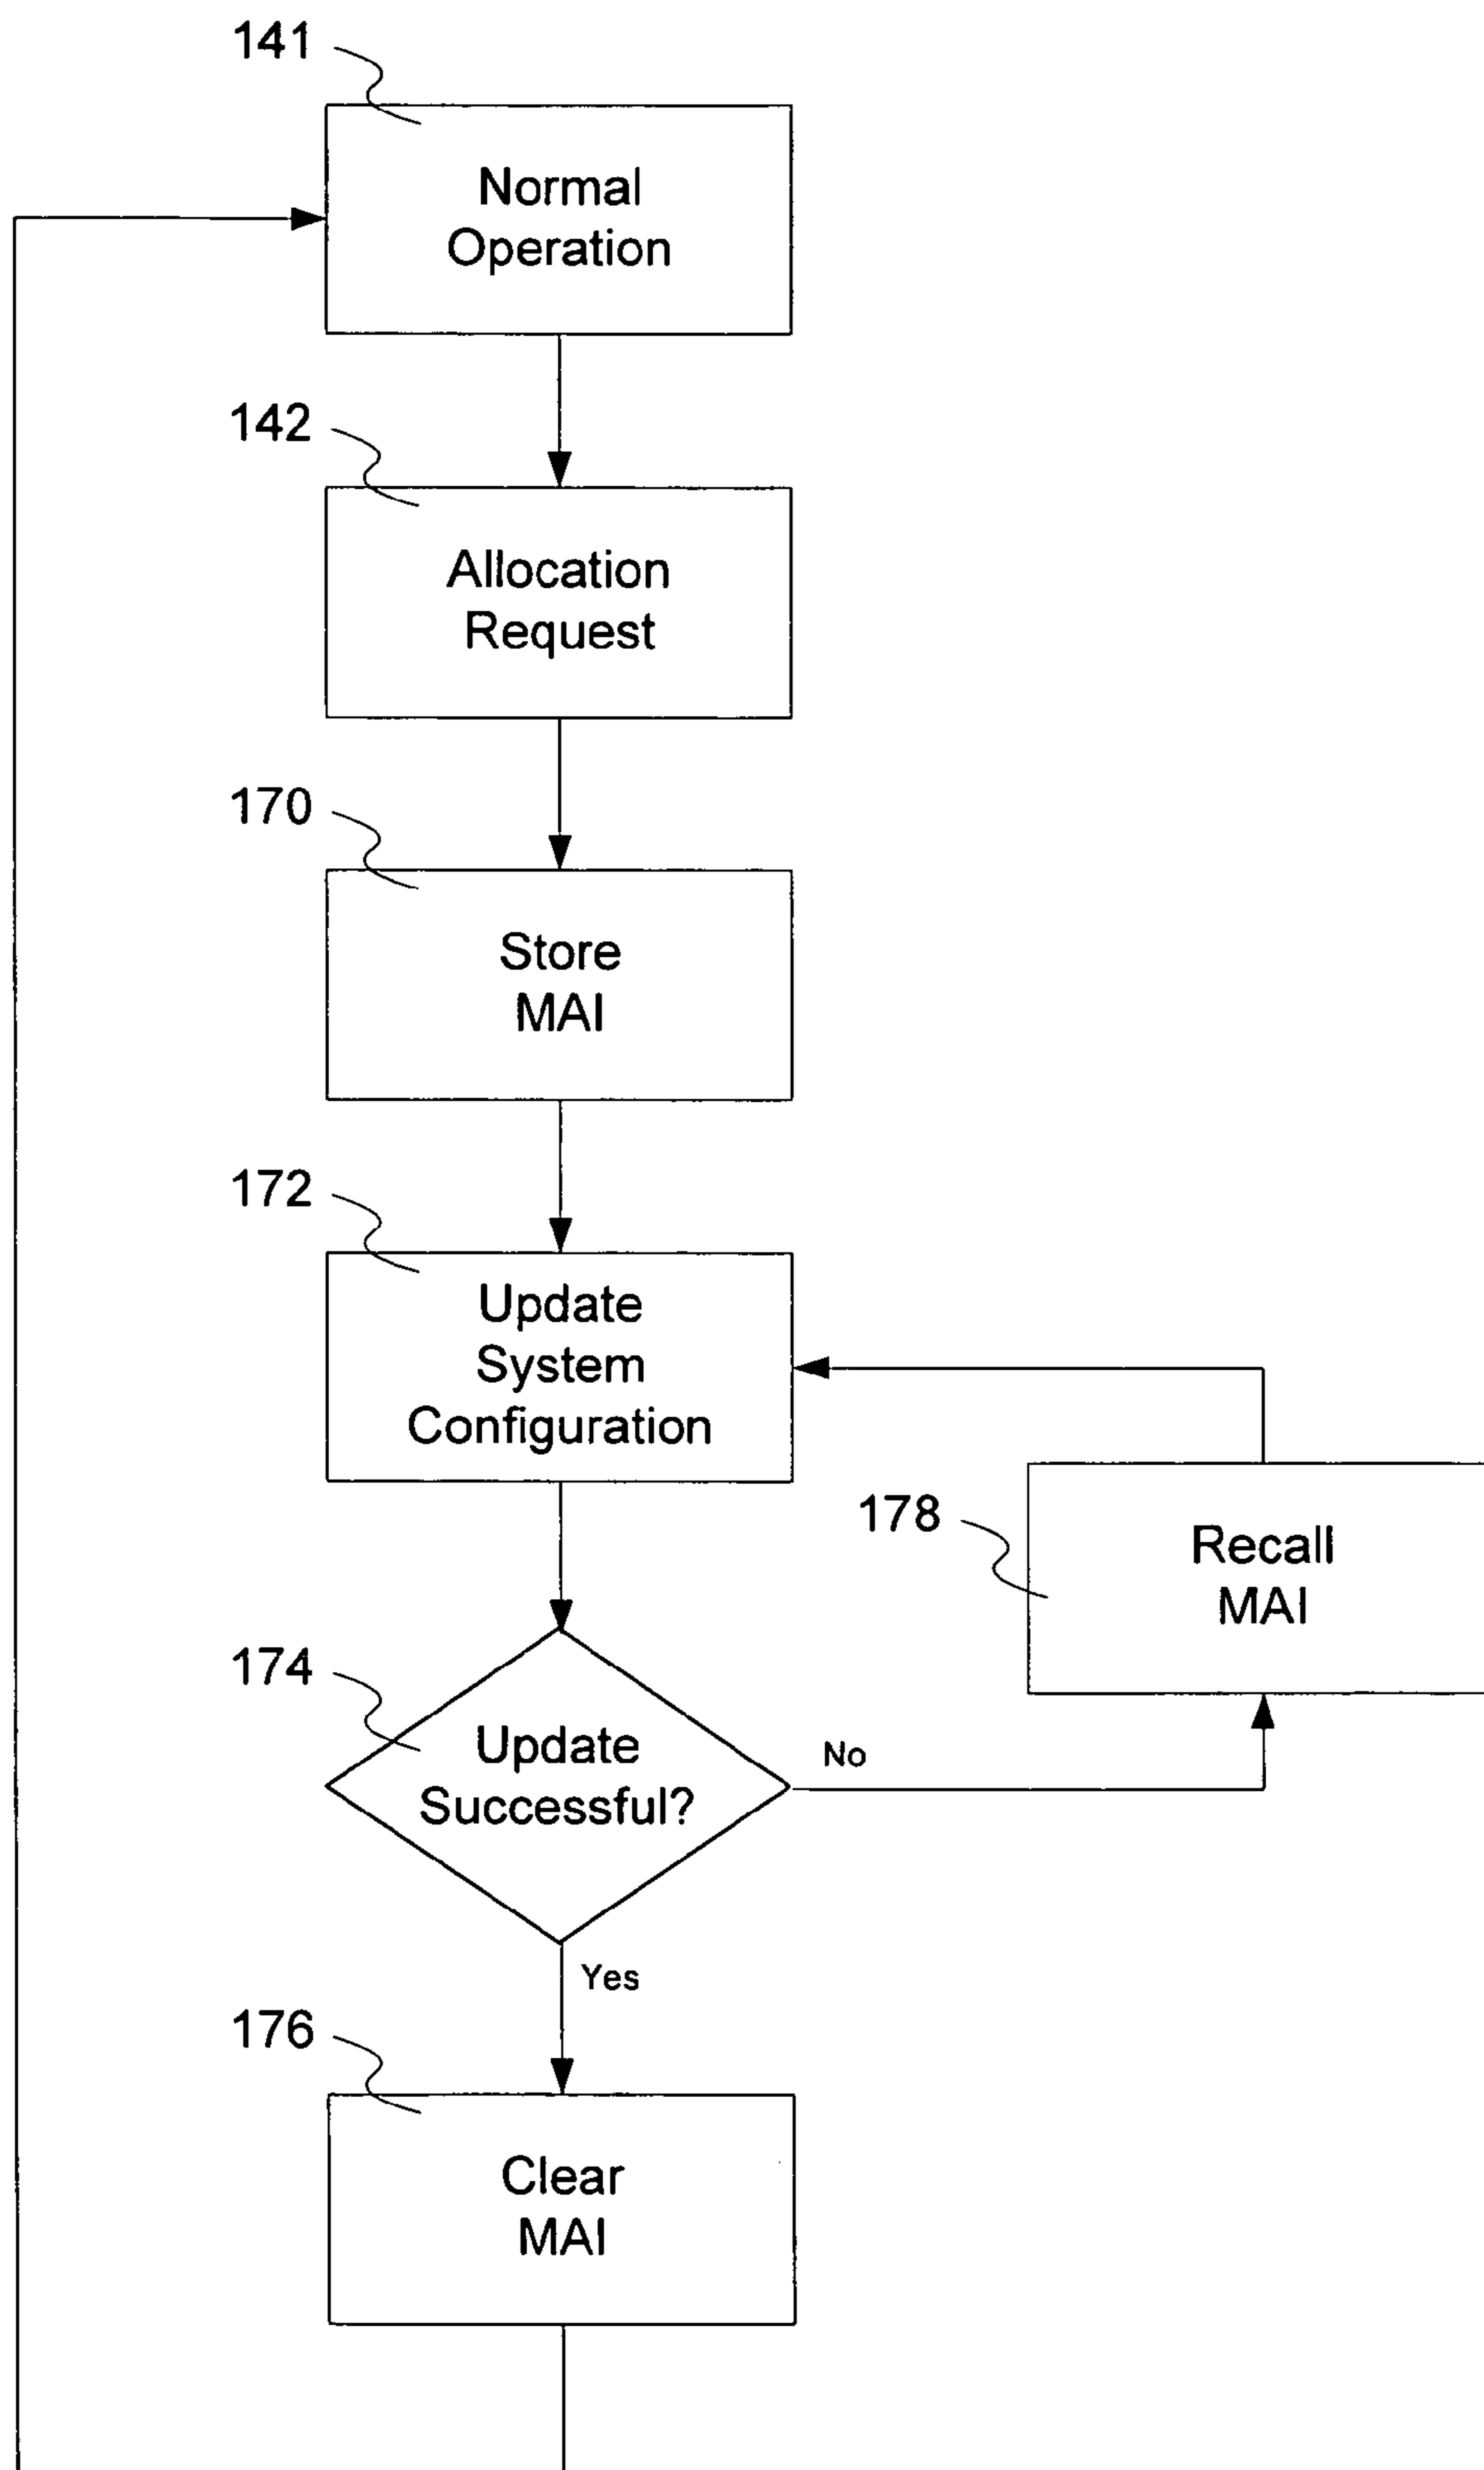 141
Normal
Operation
142
Allocation
Request
170
Store
MAI
172
Update
System
Configuration
178
Recall
MAI
174
Update
Successful?
No
Yes
176
Clear
MAI